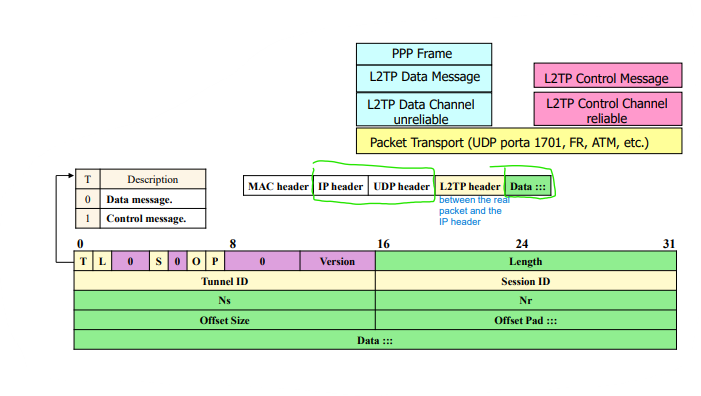 PPP Frame
L2TP Data Message
L2TP Control Message
L2TP Data Channel
unreliable
L2TP Control Channel
reliable
Packet Transport (UDP porta 1701, FR, ATM, etc.)
T Description
0 Data message.
1 Control message.
MAC header IP header UDP header L2TP header Data :::
between the real
packet and the
IP header
0 8 16 24 31
T L 0 S 0 O P 0 Version Length
Tunnel ID Session ID
Ns Nr
Offset Size Offset Pad :::
Data :::